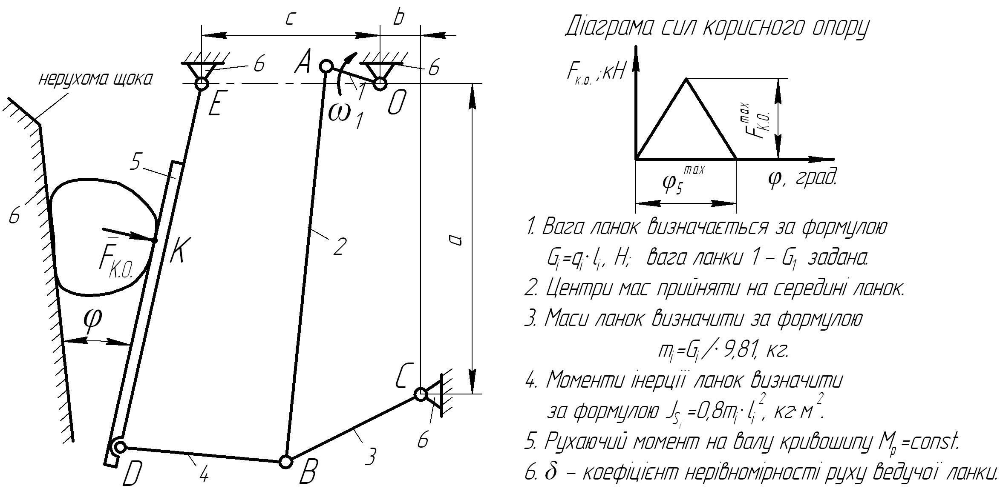 c
b
A
6
6
нерухома щока
E
1
O
ω1
5
a
6
2
K
F̅К.О.
φ
C
6
3
D
4
B
Діаграма сил корисного опору
Fк.о. ;кН
Fmax К.О.
φ5 max
φ, град.
1. Вага ланок визначається за формулою
Gi=qi· li, Н; вага ланки 1 – G1 задана.
2. Центри мас прийняти на середині ланок.
3. Маси ланок визначити за формулою
mi=Gi /· 9,81, кг.
4. Моменти інерції ланок визначити
за формулою JSi =0,8mi· li², кг·м².
5. Рухаючий момент на валу кривошипу Mр =const.
6. δ – коефіцієнт нерівномірності руху ведучої ланки.